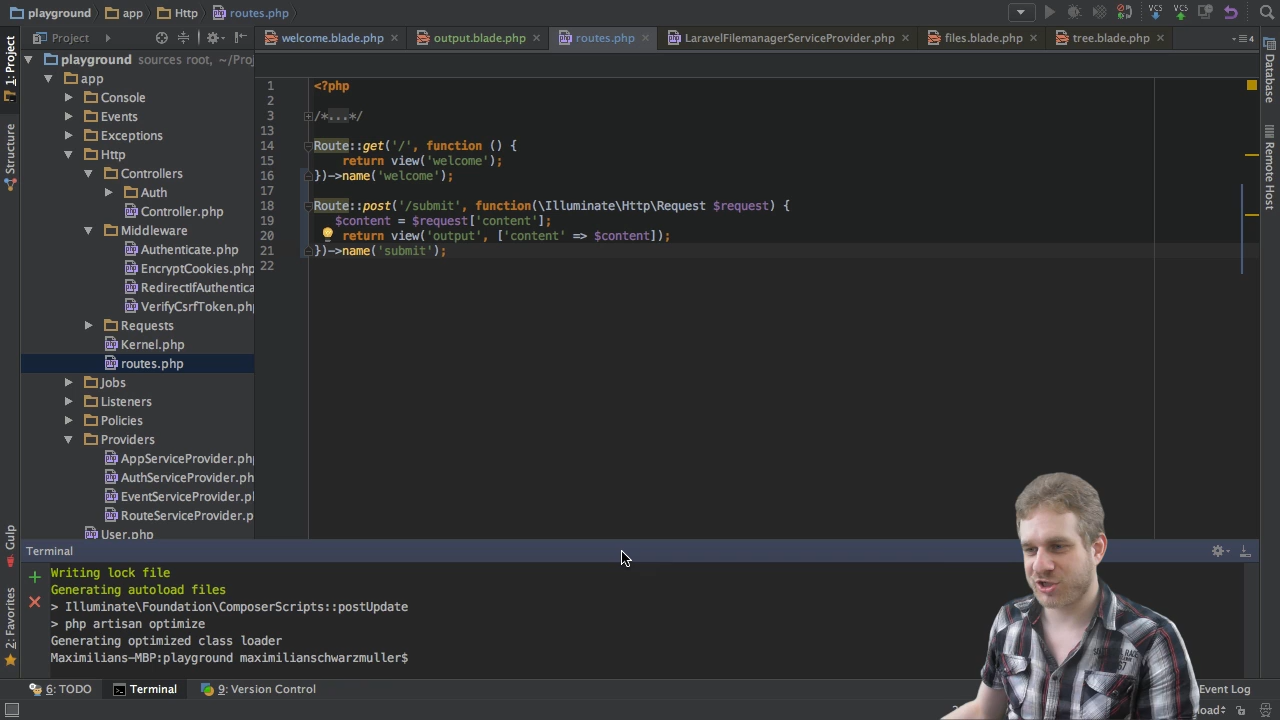 playground app Http routes.php
Project
welcome.blade.php output.blade.php routes.php LaravelFilemanagerServiceProvider.php files.blade.php tree.blade.php 4
1: Project
Structure
Gulp
2: Favorites
Database
Remote Host
playground sources root, ~/Proj
app
Console
Events
Exceptions
Http
Controllers
Auth
Controller.php
Middleware
Authenticate.php
EncryptCookies.php
RedirectIfAuthentica
VerifyCsrfToken.php
Requests
Kernel.php
routes.php
Jobs
Listeners
Policies
Providers
AppServiceProvider.php
AuthServiceProvider.ph
EventServiceProvider.p
RouteServiceProvider.p
User.php
1 <?php
2
3 /*...*/
13
14 Route::get('/', function () {
15 return view('welcome');
16 })->name('welcome');
17
18 Route::post('/submit', function(\Illuminate\Http\Request $request) {
19 $content = $request['content'];
20 return view('output', ['content' => $content]);
21 })->name('submit');
22
Terminal
Writing lock file
Generating autoload files
> Illuminate\Foundation\ComposerScripts::postUpdate
> php artisan optimize
Generating optimized class loader
Maximilians-MBP:playground maximilianschwarzmuller$
6: TODO Terminal 9: Version Control Event Log